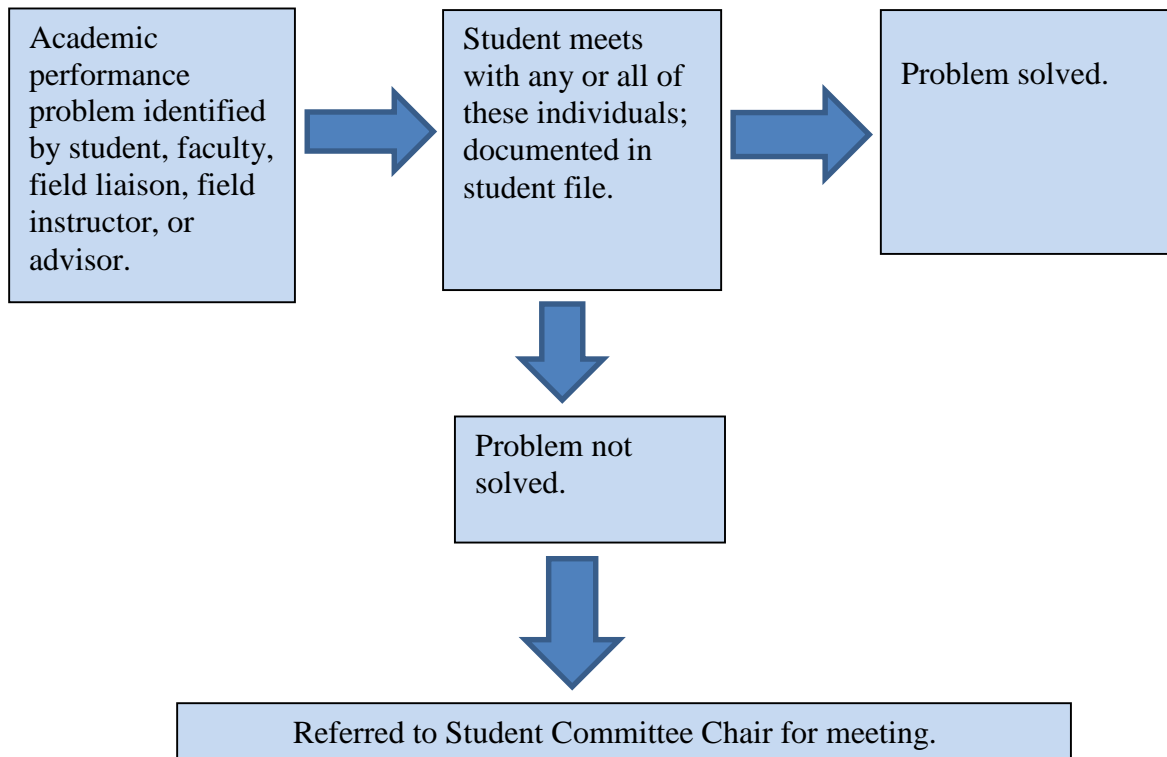 Academic
performance
problem identified
by student, faculty,
field liaison, field
instructor, or
advisor.
Student meets
with any or all of
these individuals;
documented in
student file.
Problem solved.
Problem not
solved.
Referred to Student Committee Chair for meeting.